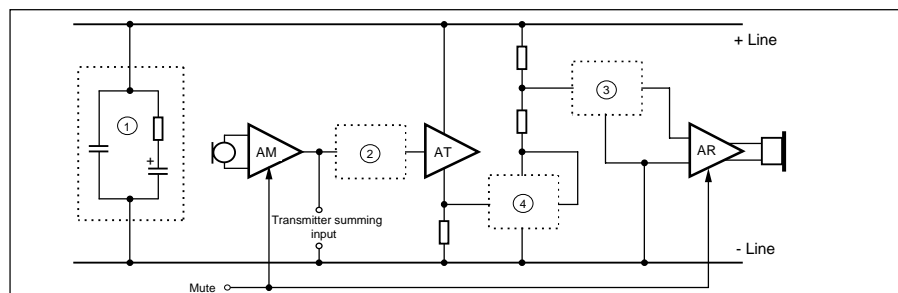 + Line
1
+
AM
2
AT
3
AR
4
Transmitter summing
input
- Line
Mute